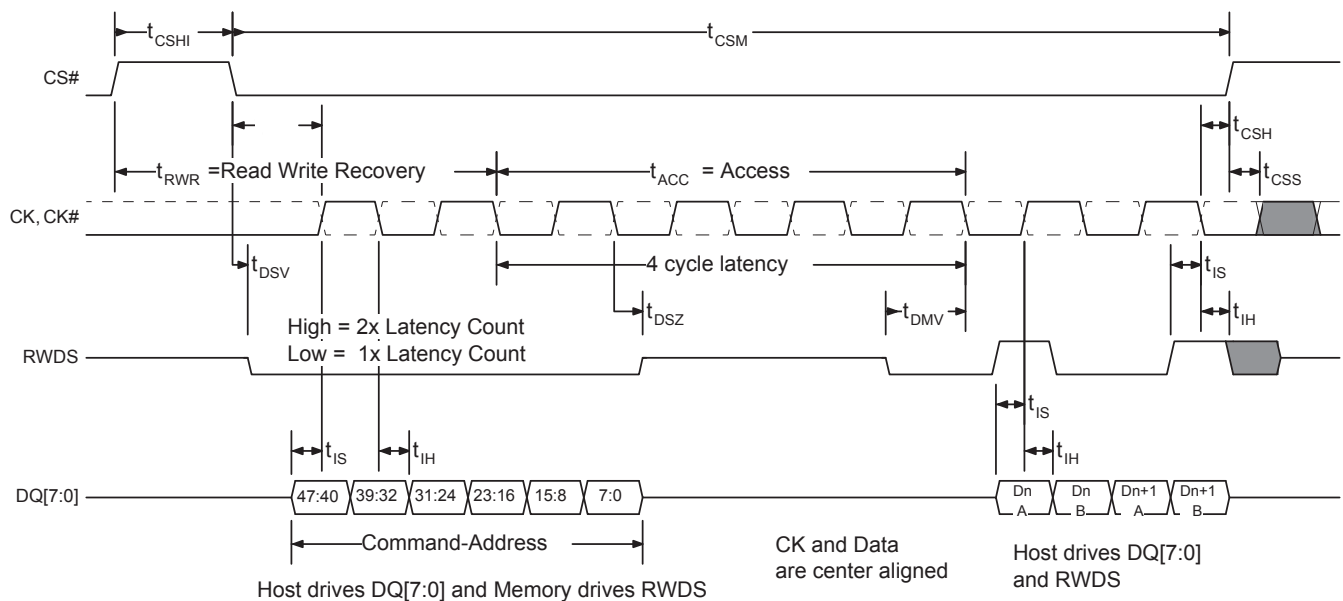 tCSHI
tCSM
CS#
tCSH
tRWR =Read Write Recovery
tACC = Access
tCSS
CK, CK#
tDSV
4 cycle latency
tIS
tDSZ
tDMV
tIH
High = 2x Latency Count
Low = 1x Latency Count
RWDS
tIS
tIS
tIH
tIH
DQ[7:0]
47:40 39:32 31:24 23:16 15:8 7:0
Dn A
Dn B
Dn+1 A
Dn+1 B
Command-Address
CK and Data
are center aligned
Host drives DQ[7:0]
and RWDS
Host drives DQ[7:0] and Memory drives RWDS